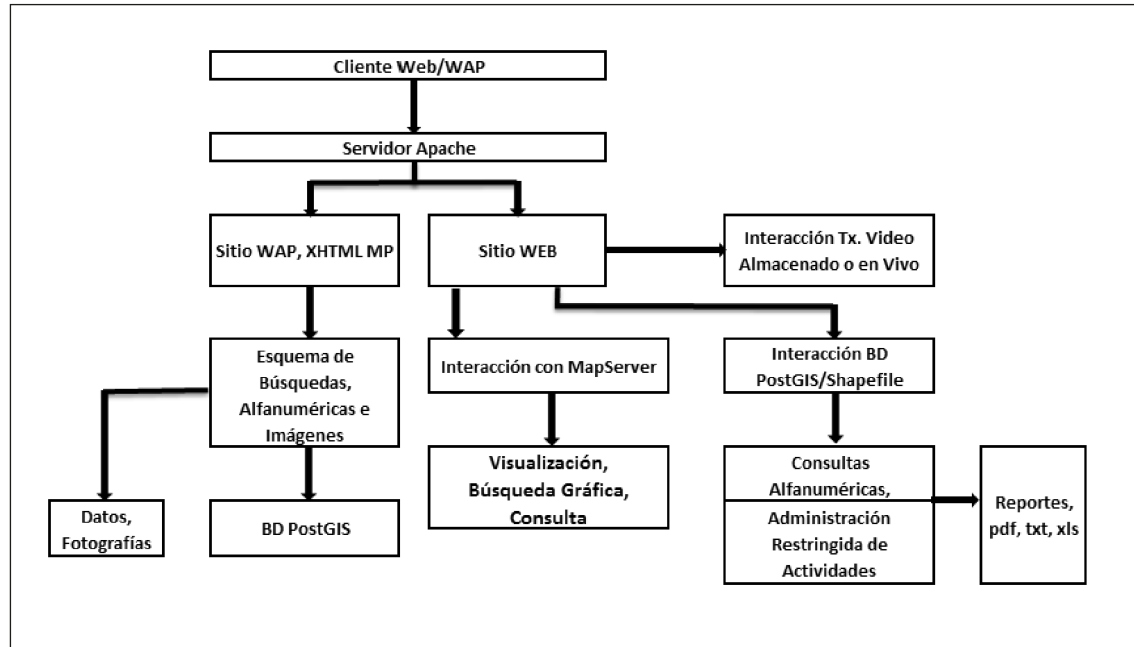 Cliente Web/WAP
Servidor Apache
Sitio WAP, XHTML MP
Sitio WEB
Interacción Tx. Video
Almacenado o en Vivo
Esquema de
Búsquedas,
Alfanuméricas e
Imágenes
Interacción con MapServer
Interacción BD
PostGIS/Shapefile
Datos,
Fotografías
BD PostGIS
Visualización,
Búsqueda Gráfica,
Consulta
Consultas
Alfanuméricas,
Administración
Restringida de
Actividades
Reportes,
pdf, txt, xls